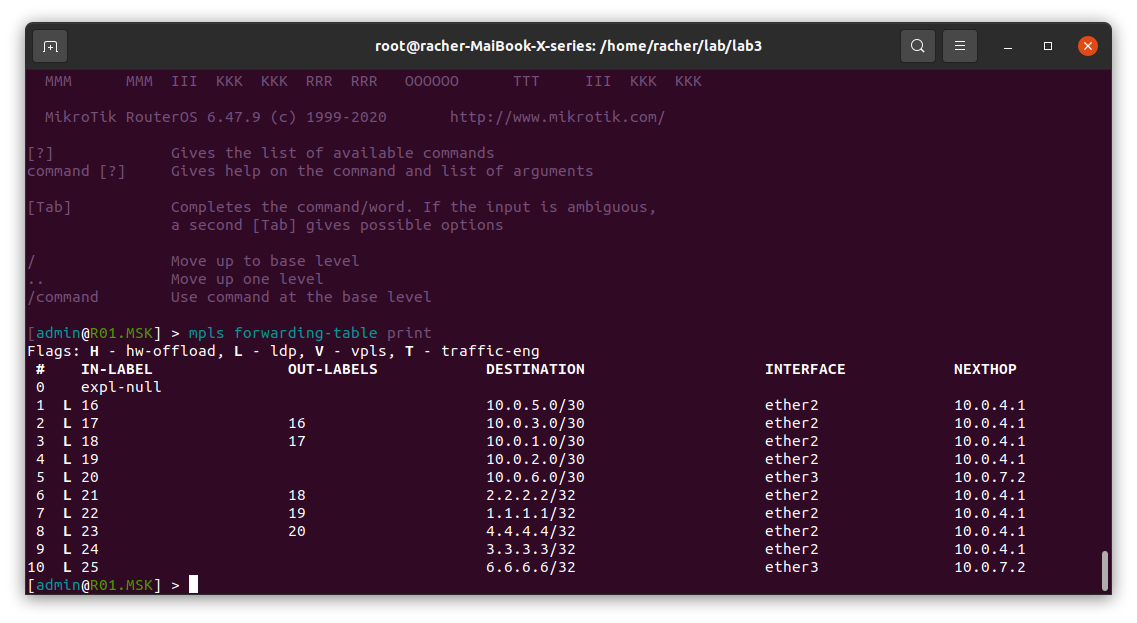 root@racher-MaiBook-X-series: /home/racher/lab/lab3
MMM      MMM  III  KKK  KKK  RRR  RRR   OOOOOO      TTT     III  KKK  KKK
MikroTik RouterOS 6.47.9 (c) 1999-2020       http://www.mikrotik.com/
[?]             Gives the list of available commands
command [?]     Gives help on the command and list of arguments
[Tab]           Completes the command/word. If the input is ambiguous,
a second [Tab] gives possible options
/               Move up to base level
..              Move up one level
/command        Use command at the base level
[admin@R01.MSK] > mpls forwarding-table print
Flags: H - hw-offload, L - ldp, V - vpls, T - traffic-eng
#    IN-LABEL               OUT-LABELS            DESTINATION                    INTERFACE            NEXTHOP
0    expl-null
1  L 16                                           10.0.5.0/30                    ether2               10.0.4.1
2  L 17                     16                    10.0.3.0/30                    ether2               10.0.4.1
3  L 18                     17                    10.0.1.0/30                    ether2               10.0.4.1
4  L 19                                           10.0.2.0/30                    ether2               10.0.4.1
5  L 20                                           10.0.6.0/30                    ether3               10.0.7.2
6  L 21                     18                    2.2.2.2/32                     ether2               10.0.4.1
7  L 22                     19                    1.1.1.1/32                     ether2               10.0.4.1
8  L 23                     20                    4.4.4.4/32                     ether2               10.0.4.1
9  L 24                                           3.3.3.3/32                     ether2               10.0.4.1
10  L 25                                           6.6.6.6/32                     ether3               10.0.7.2
[admin@R01.MSK] >